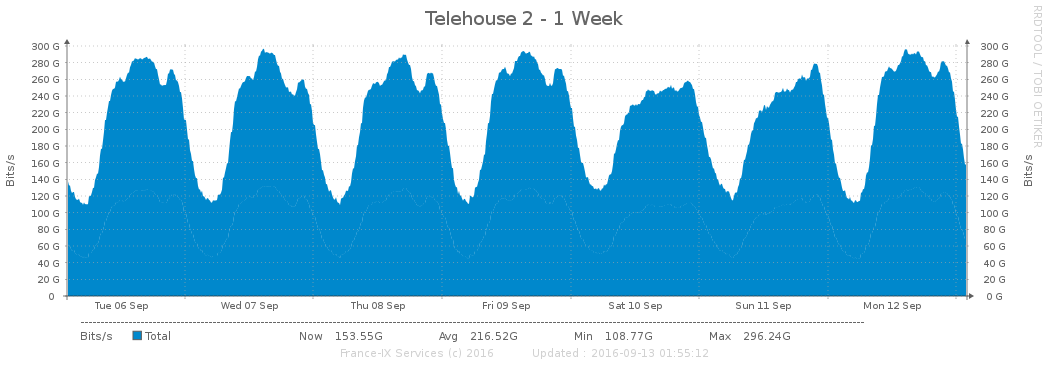 Telehouse 2 - 1 Week
RRDTOOL / TOBI OETIKER
Bits/s
300 G
280 G
260 G
240 G
220 G
200 G
180 G
160 G
140 G
120 G
100 G
80 G
60 G
40 G
20 G
0
300 G
280 G
260 G
240 G
220 G
200 G
180 G
160 G
140 G
120 G
100 G
80 G
60 G
40 G
20 G
0 G
Bits/s
Tue 06 Sep Wed 07 Sep Thu 08 Sep Fri 09 Sep Sat 10 Sep Sun 11 Sep Mon 12 Sep
Bits/s Total Now 153.55G Avg 216.52G Min 108.77G Max 296.24G
France-IX Services (c) 2016 Updated : 2016-09-13 01:55:12